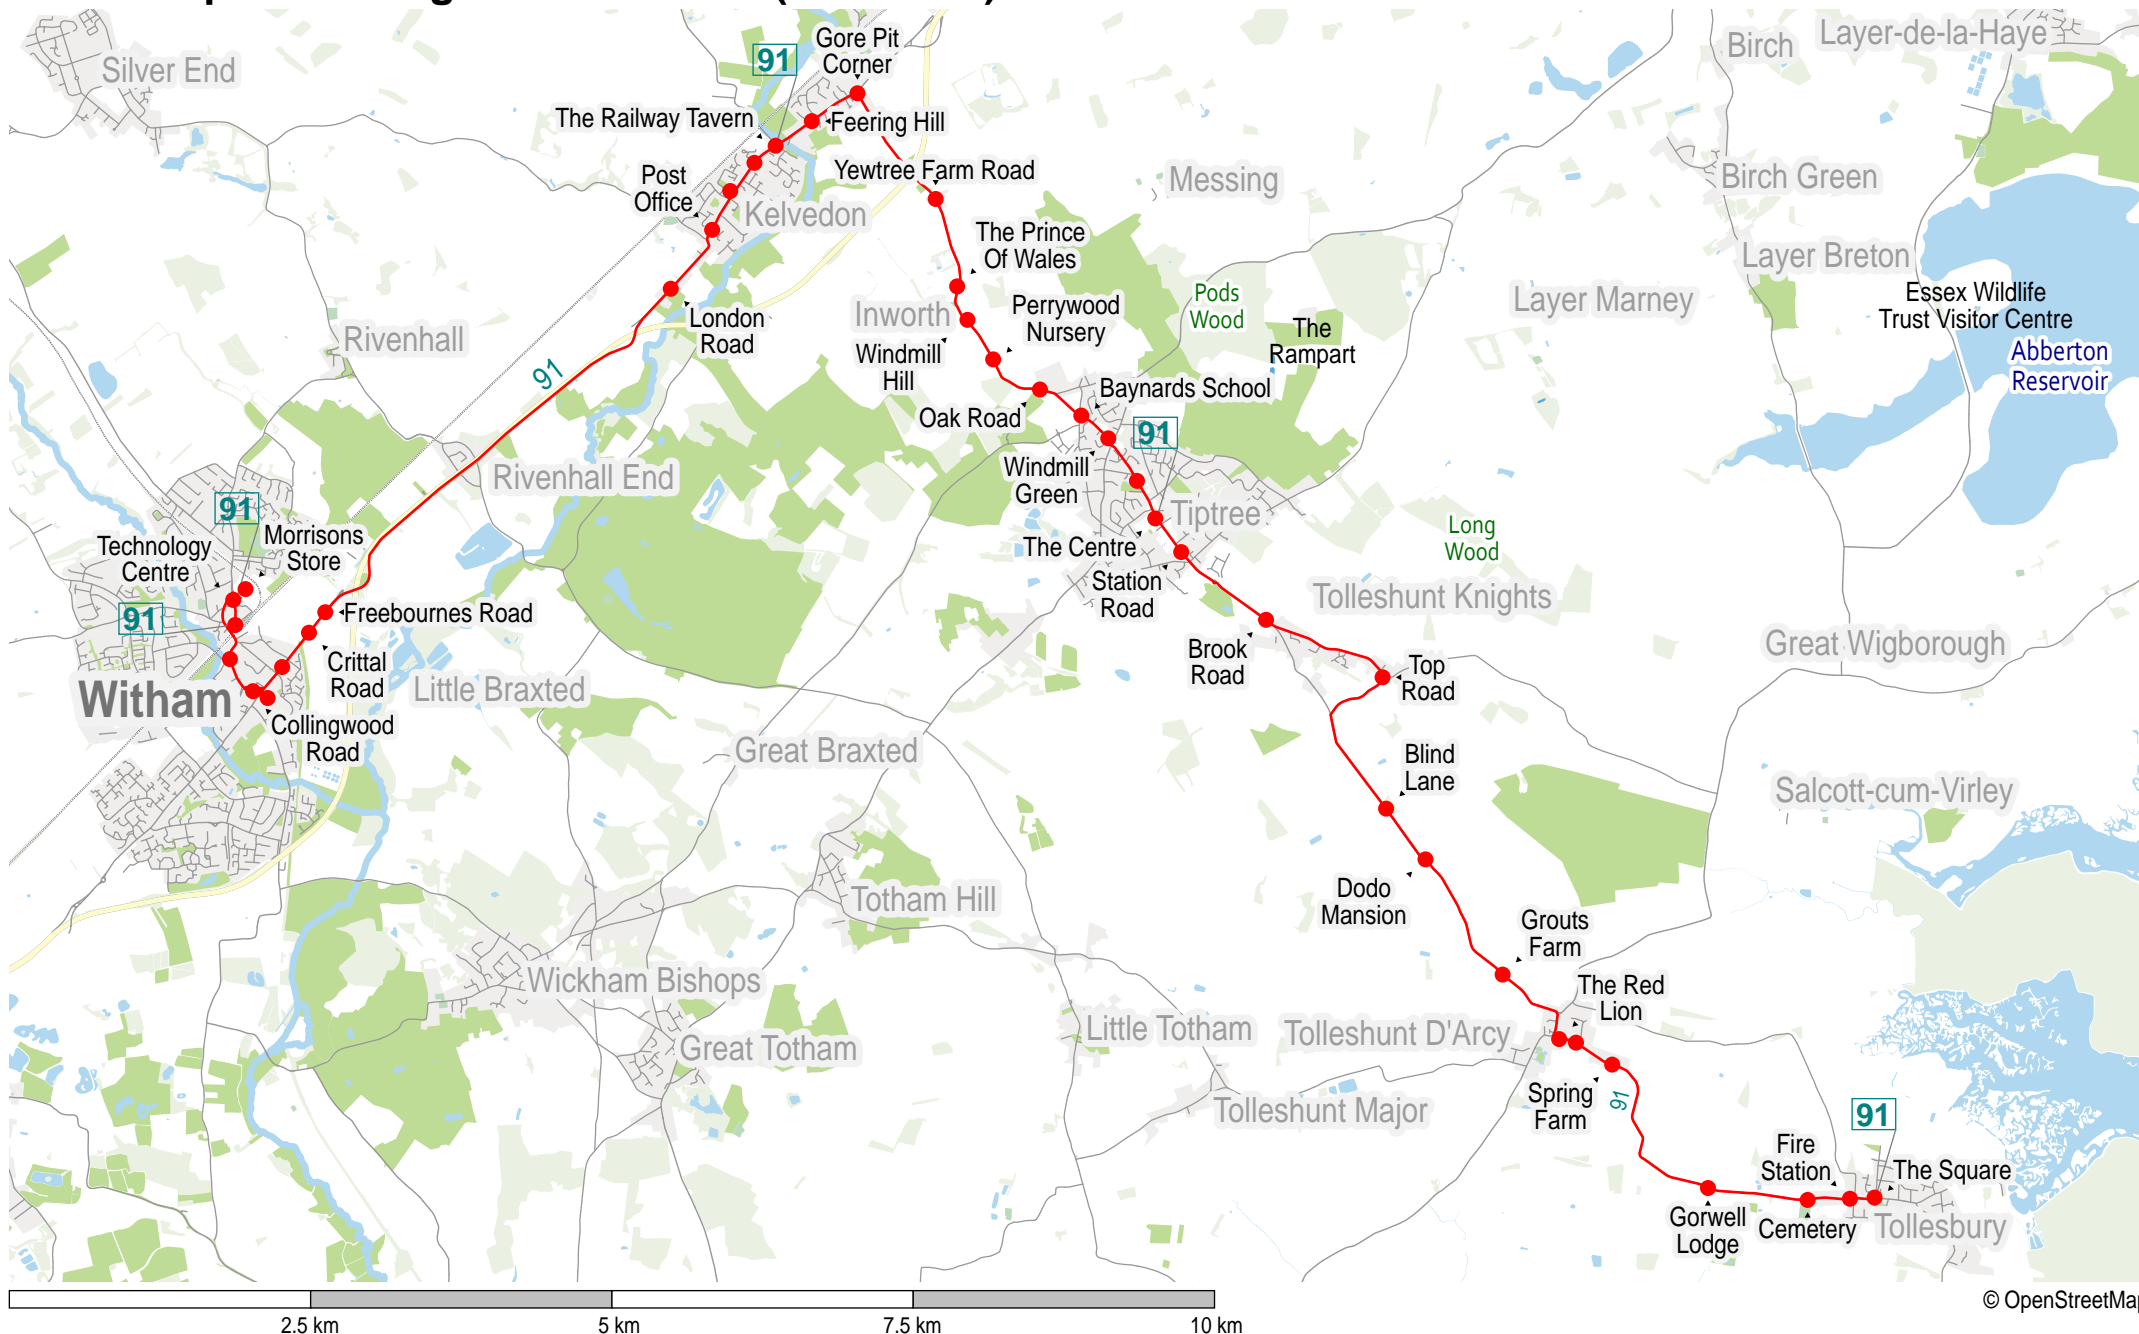 Silver End
91
Gore Pit
Corner
Birch
Layer-de-la-Haye
The Railway Tavern
Feering Hill
Post
Office
Kelvedon
Yewtree Farm Road
Messing
Birch Green
The Prince
Of Wales
Layer Breton
London
Road
Inworth
Windmill
Hill
Perrywood
Nursery
Pods
Wood
The
Rampart
Layer Marney
Essex Wildlife
Trust Visitor Centre
Abberton
Reservoir
Rivenhall
91
Oak Road
Baynards School
91
Rivenhall End
Windmill
Green
Tiptree
The Centre
Long
Wood
91
Technology
Centre
Morrisons
Store
Station
Road
Tolleshunt Knights
91
Freebournes Road
Crittal
Road
Little Braxted
Brook
Road
Top
Road
Great Wigborough
Witham
Collingwood
Road
Great Braxted
Blind
Lane
Salcott-cum-Virley
Dodo
Mansion
Totham Hill
Grouts
Farm
Wickham Bishops
The Red
Lion
Great Totham
Little Totham
Tolleshunt D'Arcy
Spring
Farm
91
Tolleshunt Major
91
Fire
Station
The Square
Gorwell
Lodge
Cemetery
Tollesbury
2.5 km
5 km
7.5 km
10 km
© OpenStreetMap